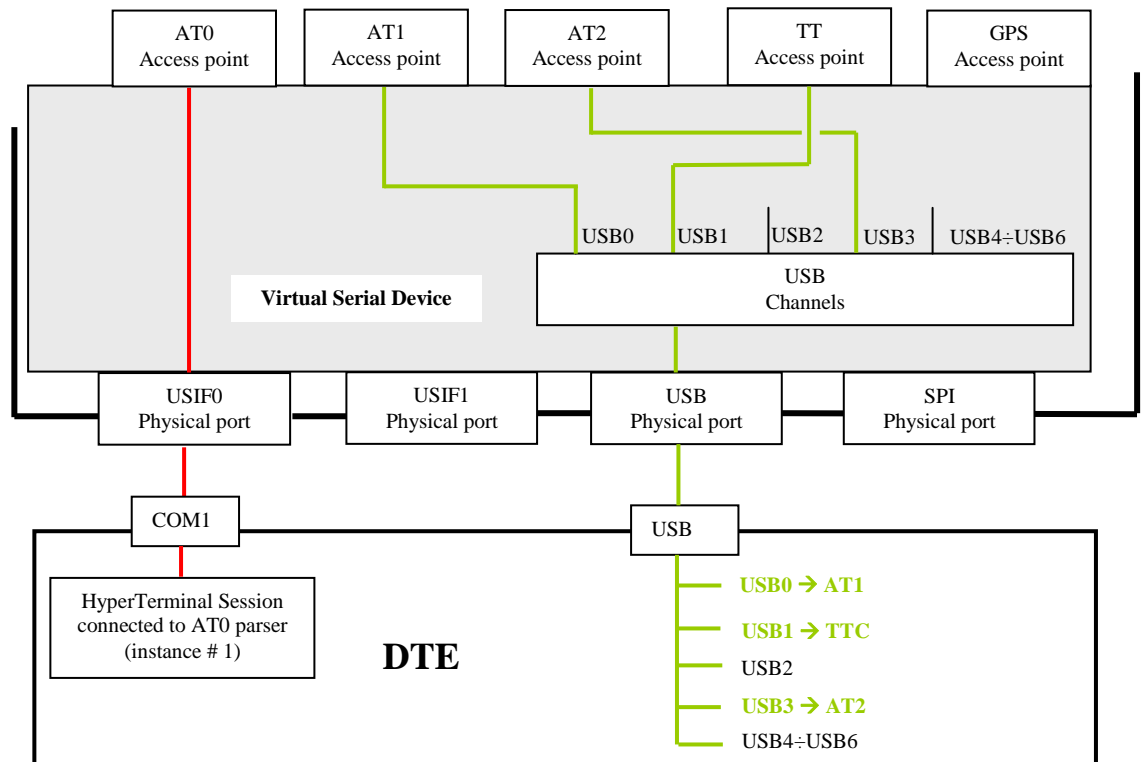 AT0
Access point
AT1
Access point
AT2
Access point
TT
Access point
GPS
Access point
USB0
USB1
USB2
USB3
USB4÷USB6
USB
Channels
Virtual Serial Device
USIF0
Physical port
USIF1
Physical port
USB
Physical port
SPI
Physical port
COM1
USB
HyperTerminal Session
connected to AT0 parser
(instance # 1)
DTE
USB0 → AT1
USB1 → TTC
USB2
USB3 → AT2
USB4÷USB6